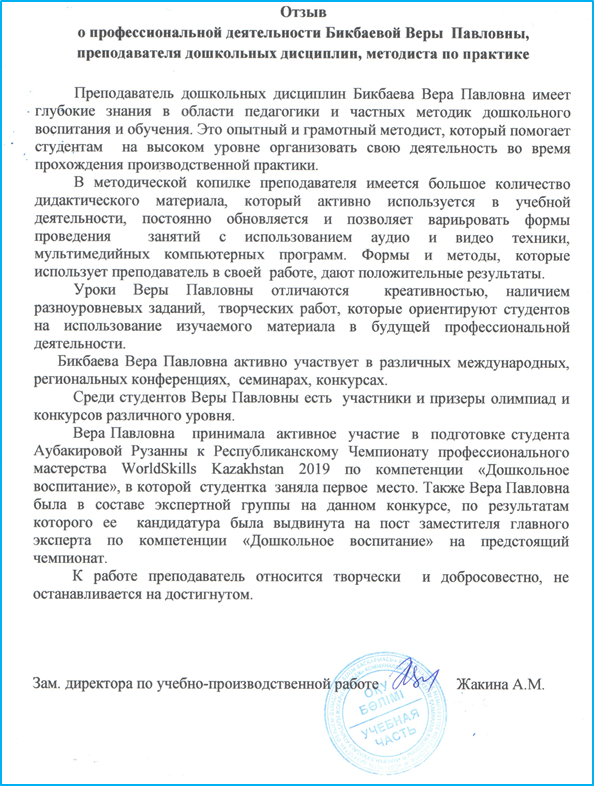 Отзыв
о профессиональной деятельности Бикбаевой Веры Павловны,
преподавателя дошкольных дисциплин, методиста по практике
Преподаватель дошкольных дисциплин Бикбаева Вера Павловна имеет
глубокие знания в области педагогики и частных методик дошкольного
воспитания и обучения. Это опытный и грамотный методист, который помогает
студентам на высоком уровне организовать свою деятельность во время
прохождения производственной практики.
В методической копилке преподавателя имеется большое количество
дидактического материала, который активно используется в учебной
деятельности, постоянно обновляется и позволяет варьировать формы
проведения занятий с использованием аудио и видео техники,
мультимедийных компьютерных программ. Формы и методы, которые
использует преподаватель в своей работе, дают положительные результаты.
Уроки Веры Павловны отличаются креативностью, наличием
разноуровневых заданий, творческих работ, которые ориентируют студентов
на использование изучаемого материала в будущей профессиональной
деятельности.
Бикбаева Вера Павловна активно участвует в различных международных,
региональных конференциях, семинарах, конкурсах.
Среди студентов Веры Павловны есть участники и призеры олимпиад и
конкурсов различного уровня.
Вера Павловна принимала активное участие в подготовке студента
Аубакировой Рузанны к Республиканскому Чемпионату профессионального
мастерства WorldSkills Kazakhstan 2019 по компетенции «Дошкольное
воспитание», в которой студентка заняла первое место. Также Вера Павловна
была в составе экспертной группы на данном конкурсе, по результатам
которого ее кандидатура была выдвинута на пост заместителя главного
эксперта по компетенции «Дошкольное воспитание» на предстоящий
чемпионат.
К работе преподаватель относится творчески и добросовестно, не
останавливается на достигнутом.
Зам. директора по учебно-производственной работе Жакина А.М.
ОҚУ
БӨЛІМІ
УЧЕБНАЯ
ЧАСТЬ